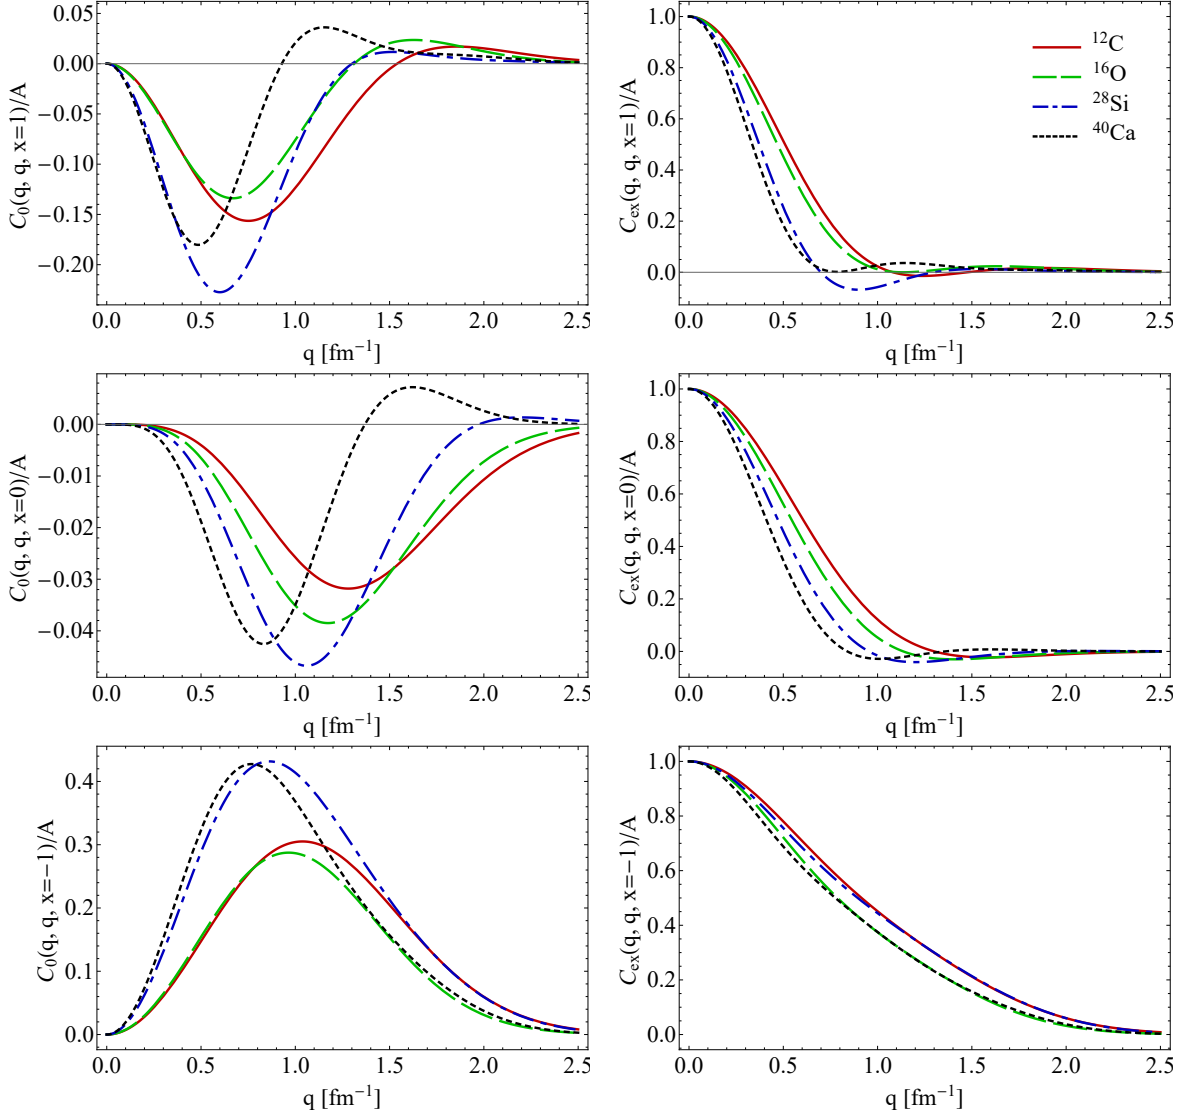 0.05
0.00
−0.05
−0.10
−0.15
−0.20
C₀(q, q, x=1)/A
0.0 0.5 1.0 1.5 2.0 2.5
q [fm⁻¹]
1.0
0.8
0.6
0.4
0.2
0.0
Cₑₓ(q, q, x=1)/A
0.0 0.5 1.0 1.5 2.0 2.5
q [fm⁻¹]
¹²C
¹⁶O
²⁸Si
⁴⁰Ca
0.00
−0.01
−0.02
−0.03
−0.04
C₀(q, q, x=0)/A
0.0 0.5 1.0 1.5 2.0 2.5
q [fm⁻¹]
1.0
0.8
0.6
0.4
0.2
0.0
Cₑₓ(q, q, x=0)/A
0.0 0.5 1.0 1.5 2.0 2.5
q [fm⁻¹]
0.4
0.3
0.2
0.1
0.0
C₀(q, q, x=−1)/A
0.0 0.5 1.0 1.5 2.0 2.5
q [fm⁻¹]
1.0
0.8
0.6
0.4
0.2
0.0
Cₑₓ(q, q, x=−1)/A
0.0 0.5 1.0 1.5 2.0 2.5
q [fm⁻¹]